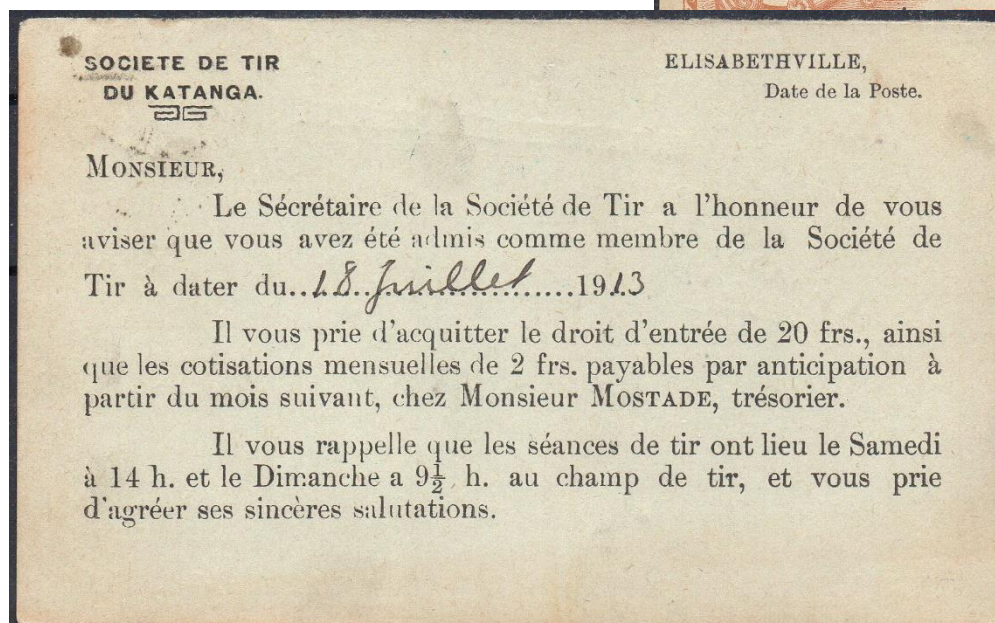 SOCIETE DE TIR
DU KATANGA.
ELISABETHVILLE,
Date de la Poste.
MONSIEUR,
Le Sécrétaire de la Société de Tir a l'honneur de vous
aviser que vous avez été admis comme membre de la Société de
Tir à dater du..18 Juillet.....1913
Il vous prie d'acquitter le droit d'entrée de 20 frs., ainsi
que les cotisations mensuelles de 2 frs. payables par anticipation à
partir du mois suivant, chez Monsieur MOSTADE, trésorier.
Il vous rappelle que les séances de tir ont lieu le Samedi
à 14 h. et le Dimanche a 9½ h. au champ de tir, et vous prie
d'agréer ses sincères salutations.